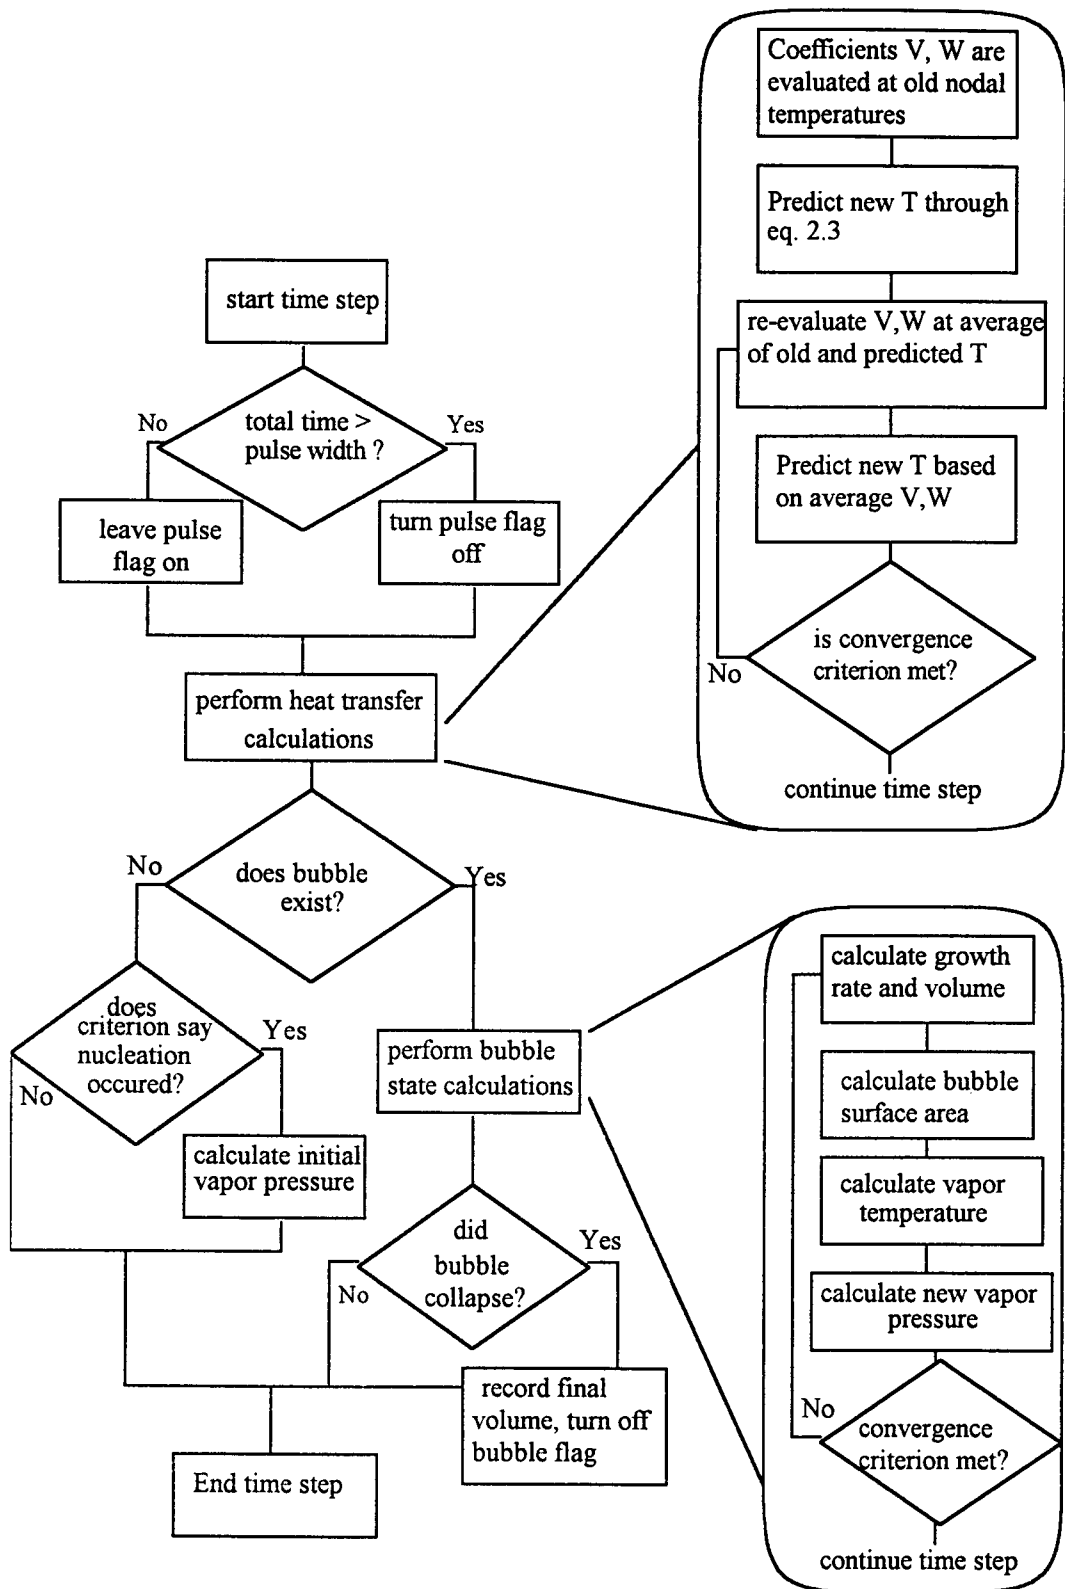 start time step
No
total time >
pulse width ?
Yes
leave pulse
flag on
turn pulse flag
off
perform heat transfer
calculations
No
does bubble
exist?
Yes
does
criterion say
nucleation
occured?
Yes
No
calculate initial
vapor pressure
perform bubble
state calculations
did
bubble
collapse?
Yes
No
record final
volume, turn off
bubble flag
End time step
Coefficients V, W are
evaluated at old nodal
temperatures
Predict new T through
eq. 2.3
re-evaluate V,W at average
of old and predicted T
Predict new T based
on average V,W
is convergence
criterion met?
No
continue time step
calculate growth
rate and volume
calculate bubble
surface area
calculate vapor
temperature
calculate new vapor
pressure
No
convergence
criterion met?
continue time step